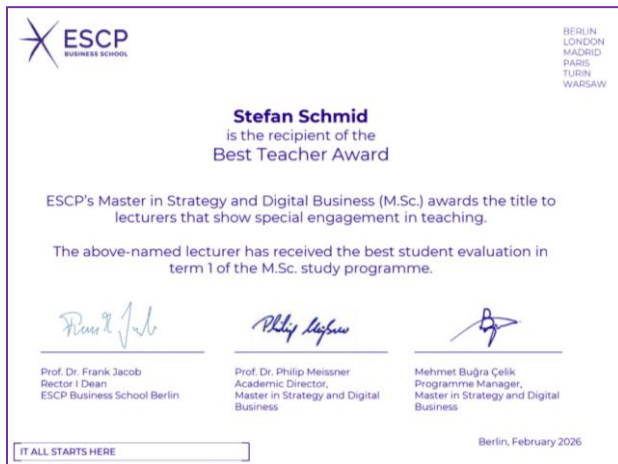 ESCP
BUSINESS SCHOOL
BERLIN
LONDON
MADRID
PARIS
TURIN
WARSAW
Stefan Schmid
is the recipient of the
Best Teacher Award
ESCP's Master in Strategy and Digital Business (M.Sc.) awards the title to
lecturers that show special engagement in teaching.
The above-named lecturer has received the best student evaluation in
term 1 of the M.Sc. study programme.
Prof. Dr. Frank Jacob
Rector I Dean
ESCP Business School Berlin
Prof. Dr. Philip Meissner
Academic Director,
Master in Strategy and Digital
Business
Mehmet Buğra Çelik
Programme Manager,
Master in Strategy and Digital
Business
Berlin, February 2026
IT ALL STARTS HERE